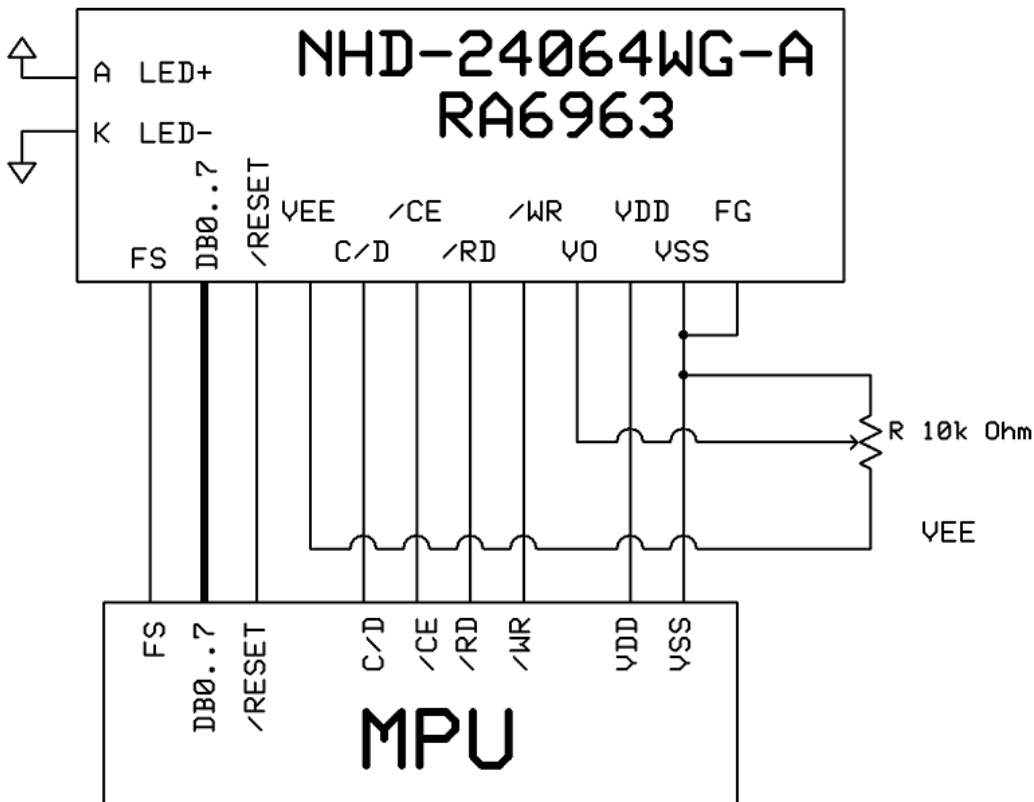 NHD-24064WG-A
RA6963
A LED+
K LED-
FS
DB0..7
/RESET
VEE
C/D
/CE
/RD
/WR
VO
VDD
VSS
FG
R 10k Ohm
VEE
FS
DB0..7
/RESET
C/D
/CE
/RD
/WR
VDD
VSS
MPU